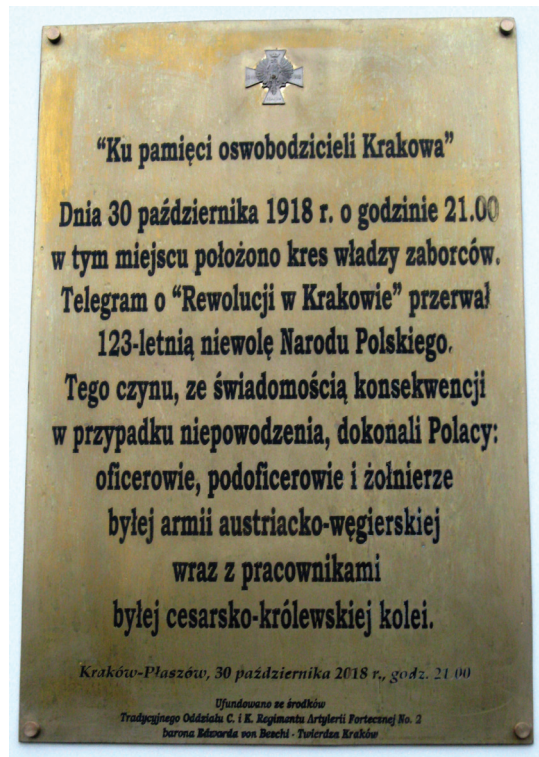 “Ku pamięci oswobodzicieli Krakowa”
Dnia 30 października 1918 r. o godzinie 21.00
w tym miejscu położono kres władzy zaborców.
Telegram o “Rewolucji w Krakowie” przerwał
123-letnią niewolę Narodu Polskiego.
Tego czynu, ze świadomością konsekwencji
w przypadku niepowodzenia, dokonali Polacy:
oficerowie, podoficerowie i żołnierze
byłej armii austriacko-węgierskiej
wraz z pracownikami
byłej cesarsko-królewskiej kolei.
Kraków-Płaszów, 30 października 2018 r., godz. 21.00
Ufundowano ze środków
Tradycyjnego Oddziału C. i K. Regimentu Artylerii Fortecznej No. 2
barona Edwarda von Beschi - Twierdza Kraków